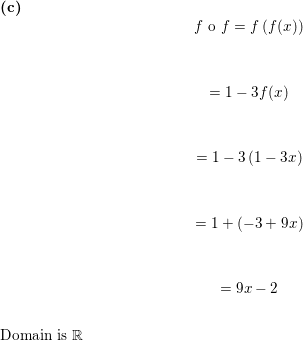 (c)
f o f = f (f(x))
= 1 − 3f(x)
= 1 − 3 (1 − 3x)
= 1 + (−3 + 9x)
= 9x − 2
Domain is ℝ